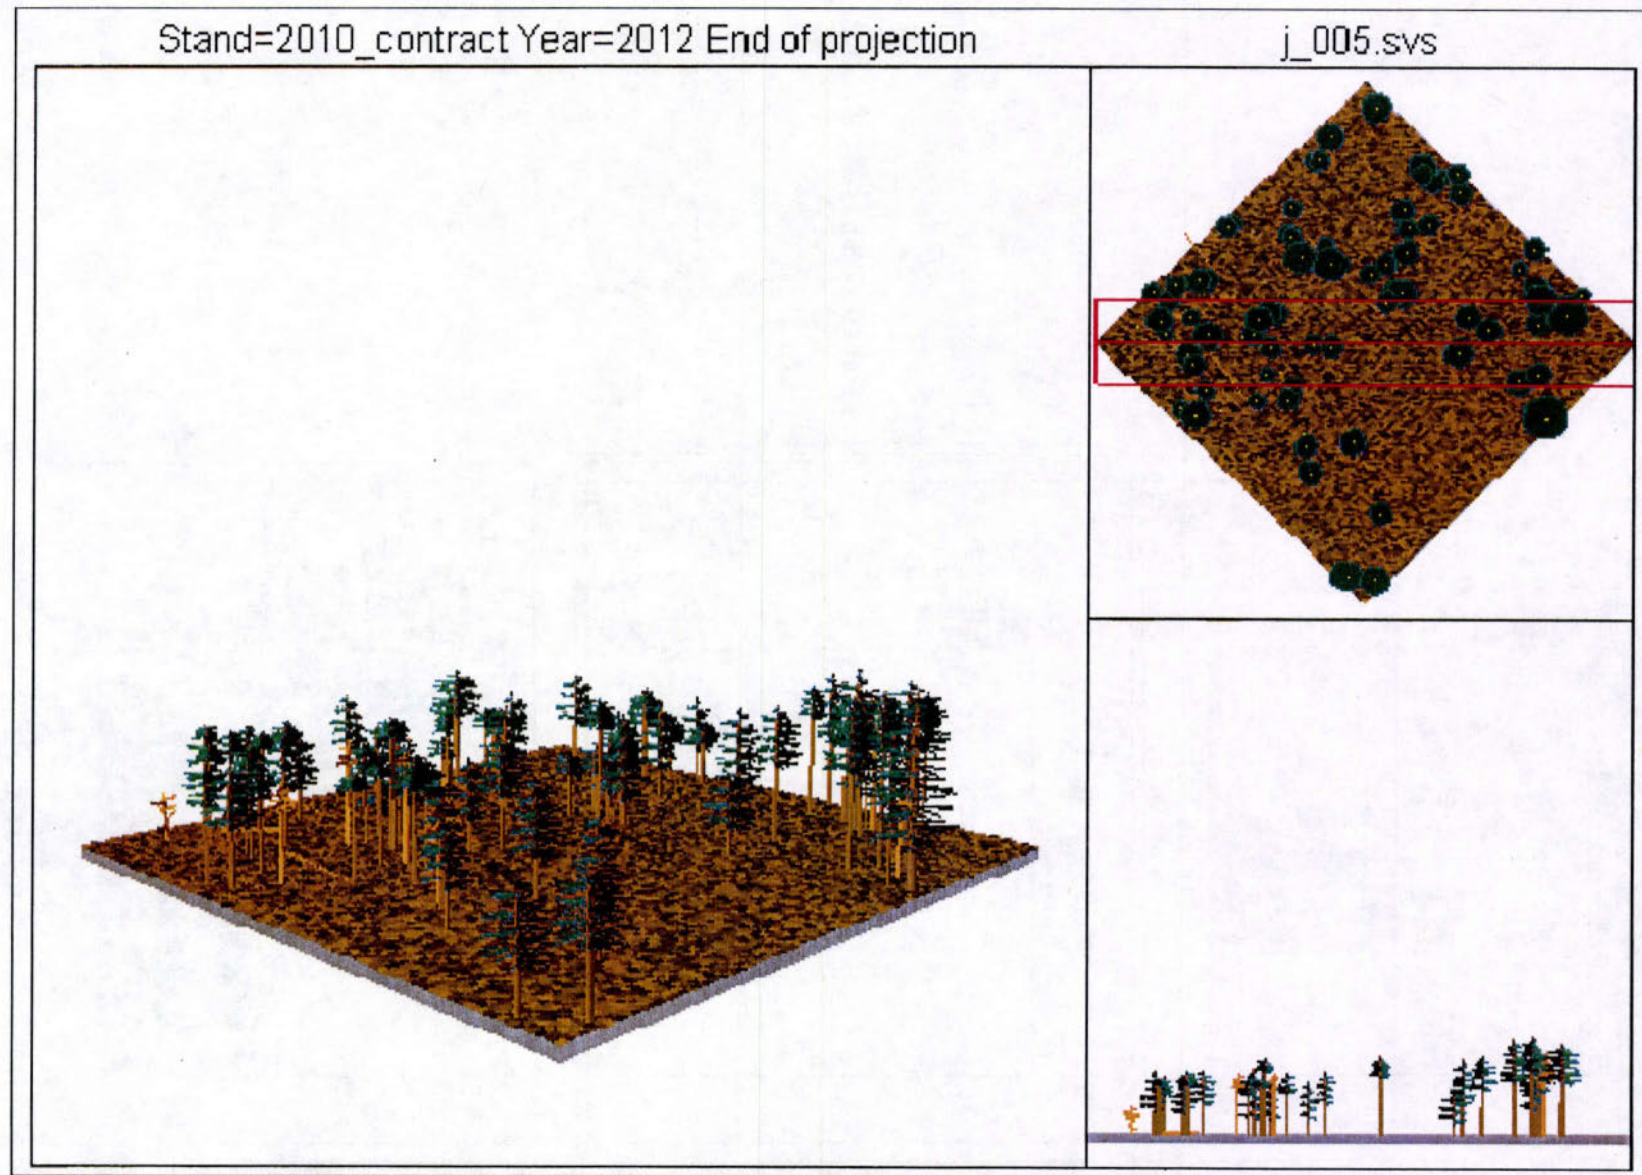 Stand=2010_contract Year=2012 End of projection
j_005.svs